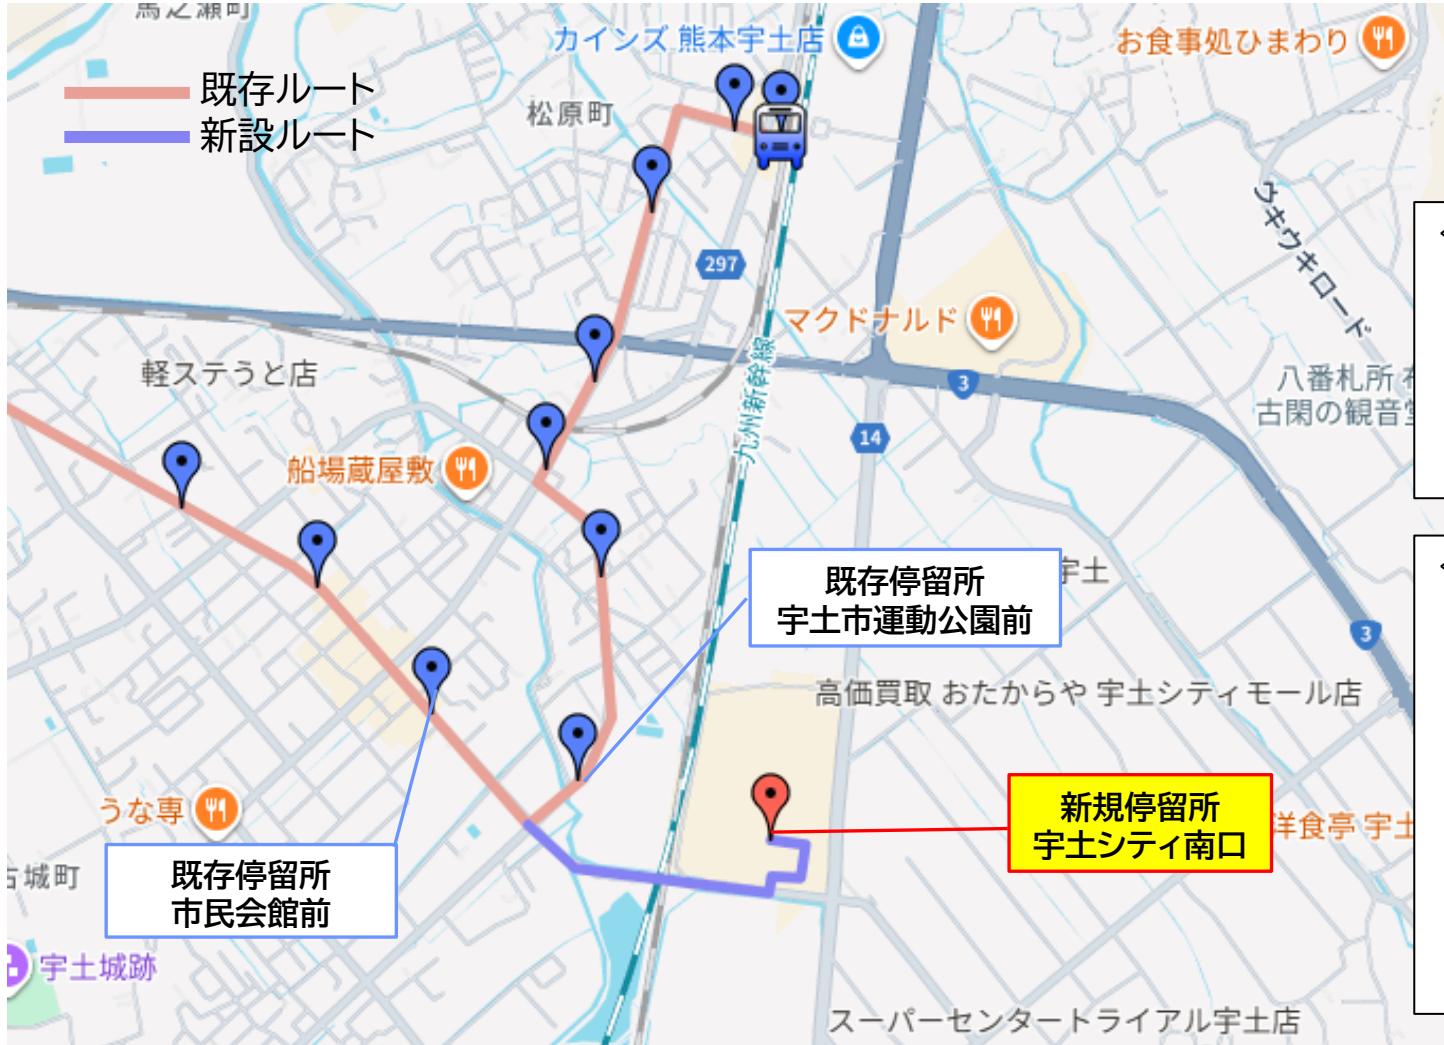 馬之瀬町
カインズ 熊本宇土店
お食事処ひまわり
既存ルート
新設ルート
松原町
ウキウキロード
297
マクドナルド
九州新幹線
3
軽ステうと店
八番札所
古閑の観音堂
14
船場蔵屋敷
既存停留所
宇土市運動公園前
宇土
3
高価買取 おたからや 宇土シティモール店
うな専
新規停留所
宇土シティ南口
洋食亭 宇土
既存停留所
市民会館前
古城町
宇土城跡
スーパーセンタートライアル宇土店